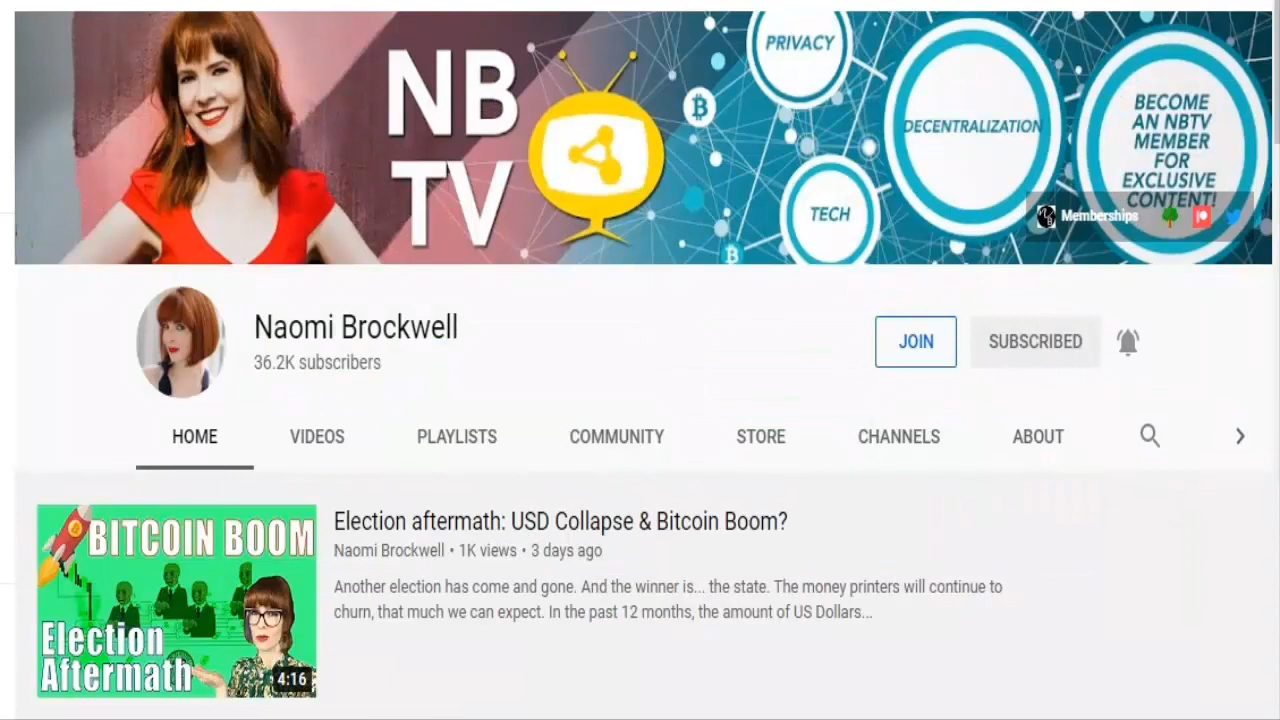 NB
TV
PRIVACY
DECENTRALIZATION
TECH
BECOME
AN NBTV
MEMBER
FOR
EXCLUSIVE
CONTENT!
Memberships
Naomi Brockwell
36.2K subscribers
JOIN
SUBSCRIBED
HOME
VIDEOS
PLAYLISTS
COMMUNITY
STORE
CHANNELS
ABOUT
BITCOIN BOOM
Election
Aftermath
4:16
Election aftermath: USD Collapse & Bitcoin Boom?
Naomi Brockwell • 1K views • 3 days ago
Another election has come and gone. And the winner is... the state. The money printers will continue to
churn, that much we can expect. In the past 12 months, the amount of US Dollars...